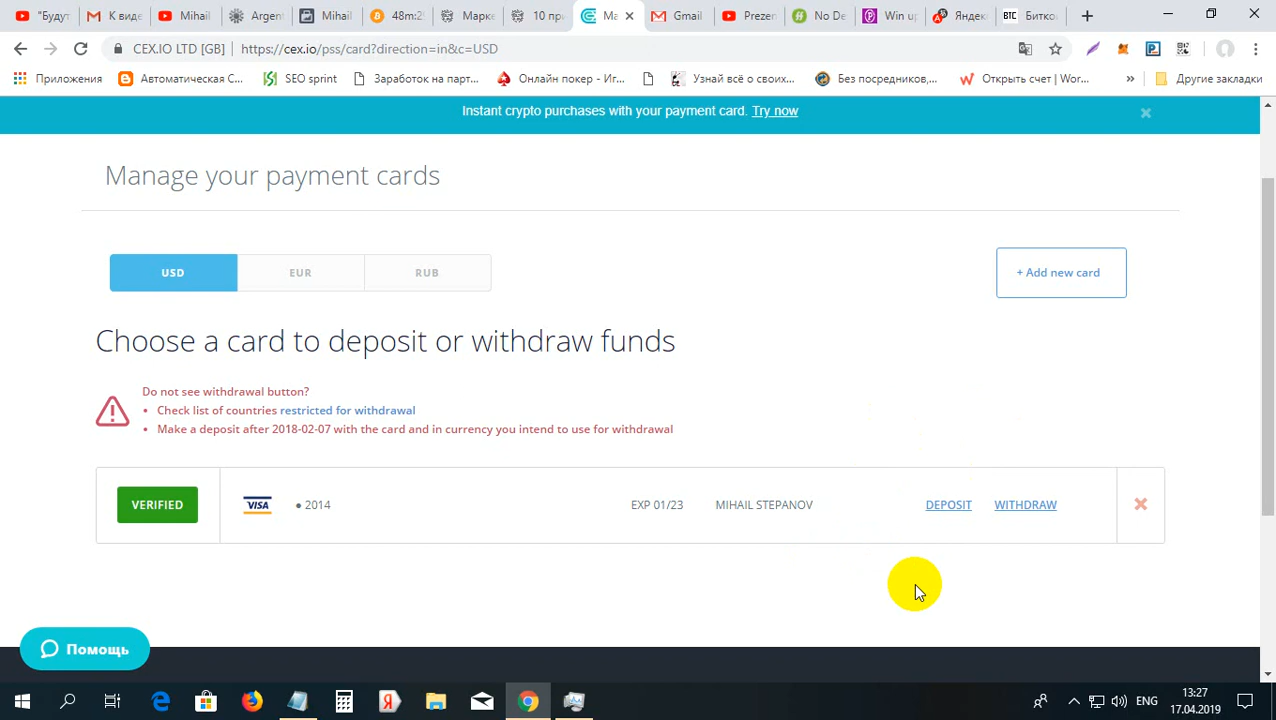 "Буду
К виде
Mihail
Argent
Mihail
48m:2
Марке
10 при
Ма
Gmail
Prezer
No De
Win up
Яндек
Битко
CEX.IO LTD [GB] | https://cex.io/pss/card?direction=in&c=USD
Приложения
Автоматическая С...
SEO sprint
Заработок на парт...
Онлайн покер - Иг...
Узнай всё о своих...
Без посредников,...
Открыть счет | Wor...
»
Другие закладки
Instant crypto purchases with your payment card. Try now
Manage your payment cards
USD
EUR
RUB
+ Add new card
Choose a card to deposit or withdraw funds
Do not see withdrawal button?
• Check list of countries restricted for withdrawal
• Make a deposit after 2018-02-07 with the card and in currency you intend to use for withdrawal
VERIFIED
VISA
• 2014
EXP 01/23
MIHAIL STEPANOV
DEPOSIT
WITHDRAW
Помощь
ENG
13:27
17.04.2019